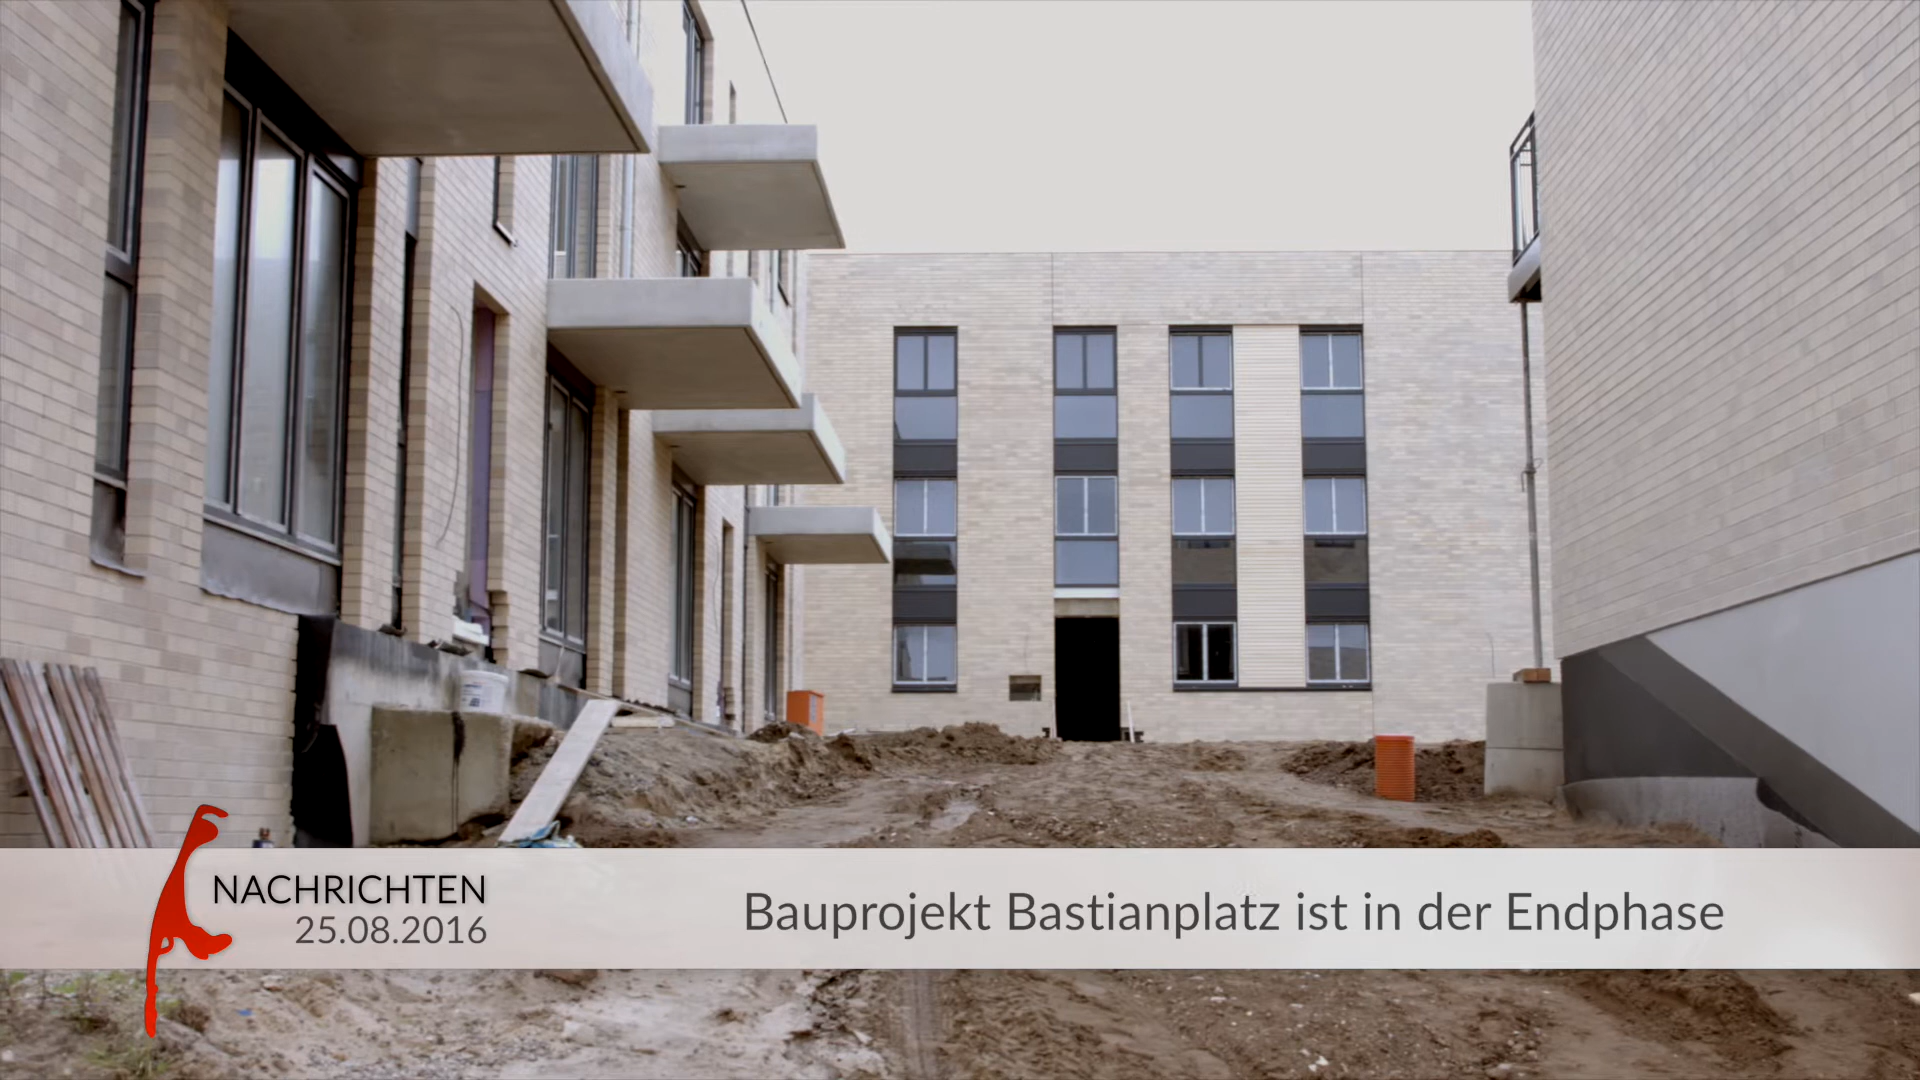 NACHRICHTEN
25.08.2016
Bauprojekt Bastianplatz ist in der Endphase